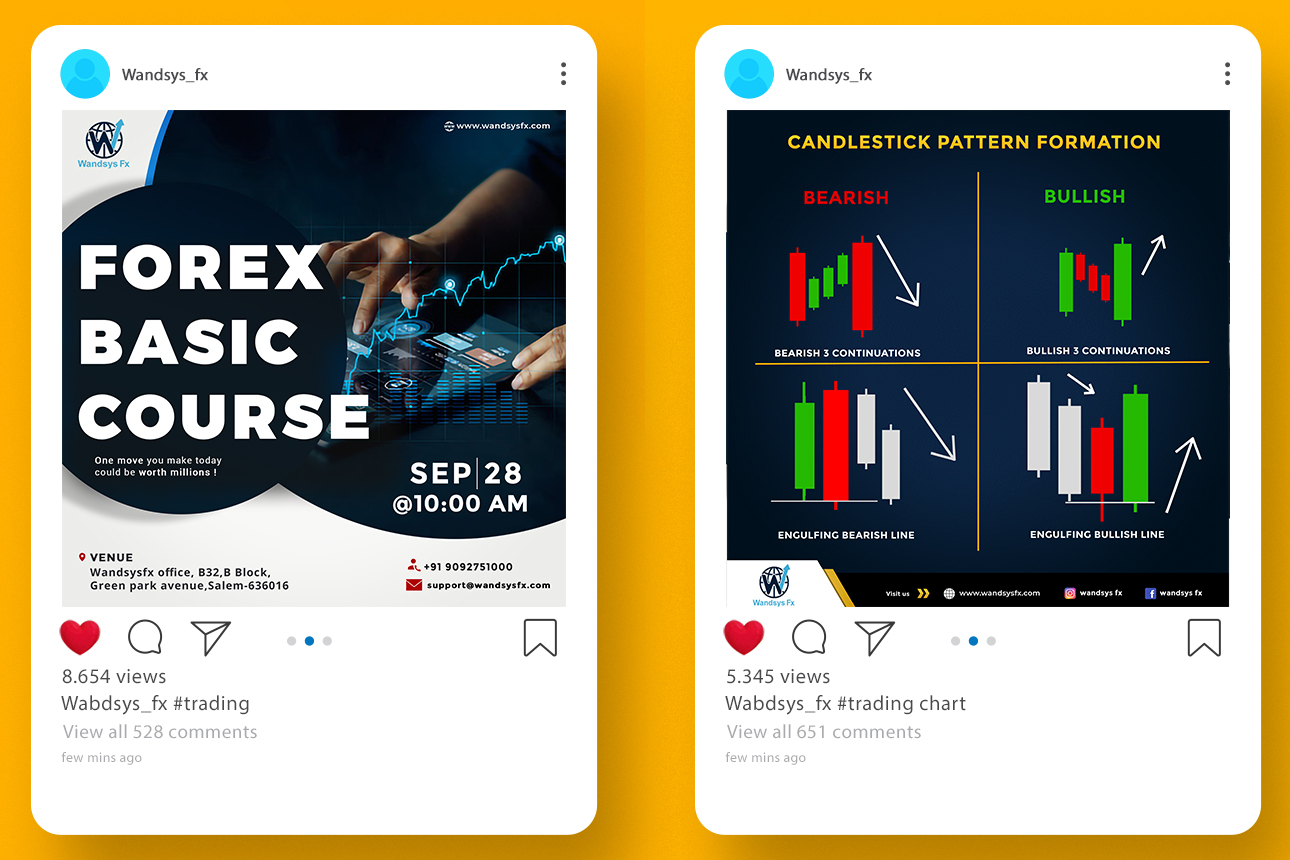 Wandsys_fx
Wandsys Fx
www.wandsysfx.com
FOREX
BASIC
COURSE
One move you make today
could be worth millions !
SEP|28
@10:00 AM
VENUE
Wandsysfx office, B32,B Block,
Green park avenue,Salem-636016
+91 9092751000
support@wandsysfx.com
8.654 views
Wabdsys_fx #trading
View all 528 comments
few mins ago
Wandsys_fx
CANDLESTICK PATTERN FORMATION
BEARISH
BULLISH
BEARISH 3 CONTINUATIONS
BULLISH 3 CONTINUATIONS
ENGULFING BEARISH LINE
ENGULFING BULLISH LINE
Wandsys Fx
Visit us
www.wandsysfx.com
wandsys fx
wandsys fx
5.345 views
Wabdsys_fx #trading chart
View all 651 comments
few mins ago